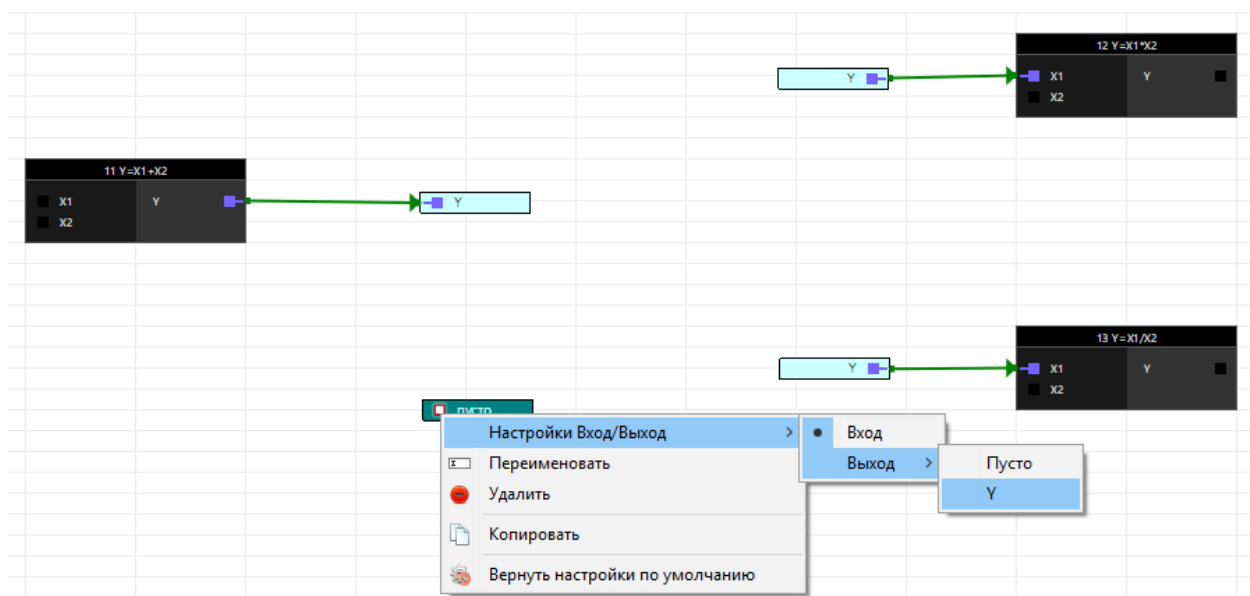 12 Y=X1*X2
Y
X1 Y
X2
11 Y=X1+X2
X1 Y
X2
Y
13 Y=X1/X2
Y
X1 Y
X2
пусто
Настройки Вход/Выход
Вход
Переименовать
Выход
Пусто
Удалить
Y
Копировать
Вернуть настройки по умолчанию